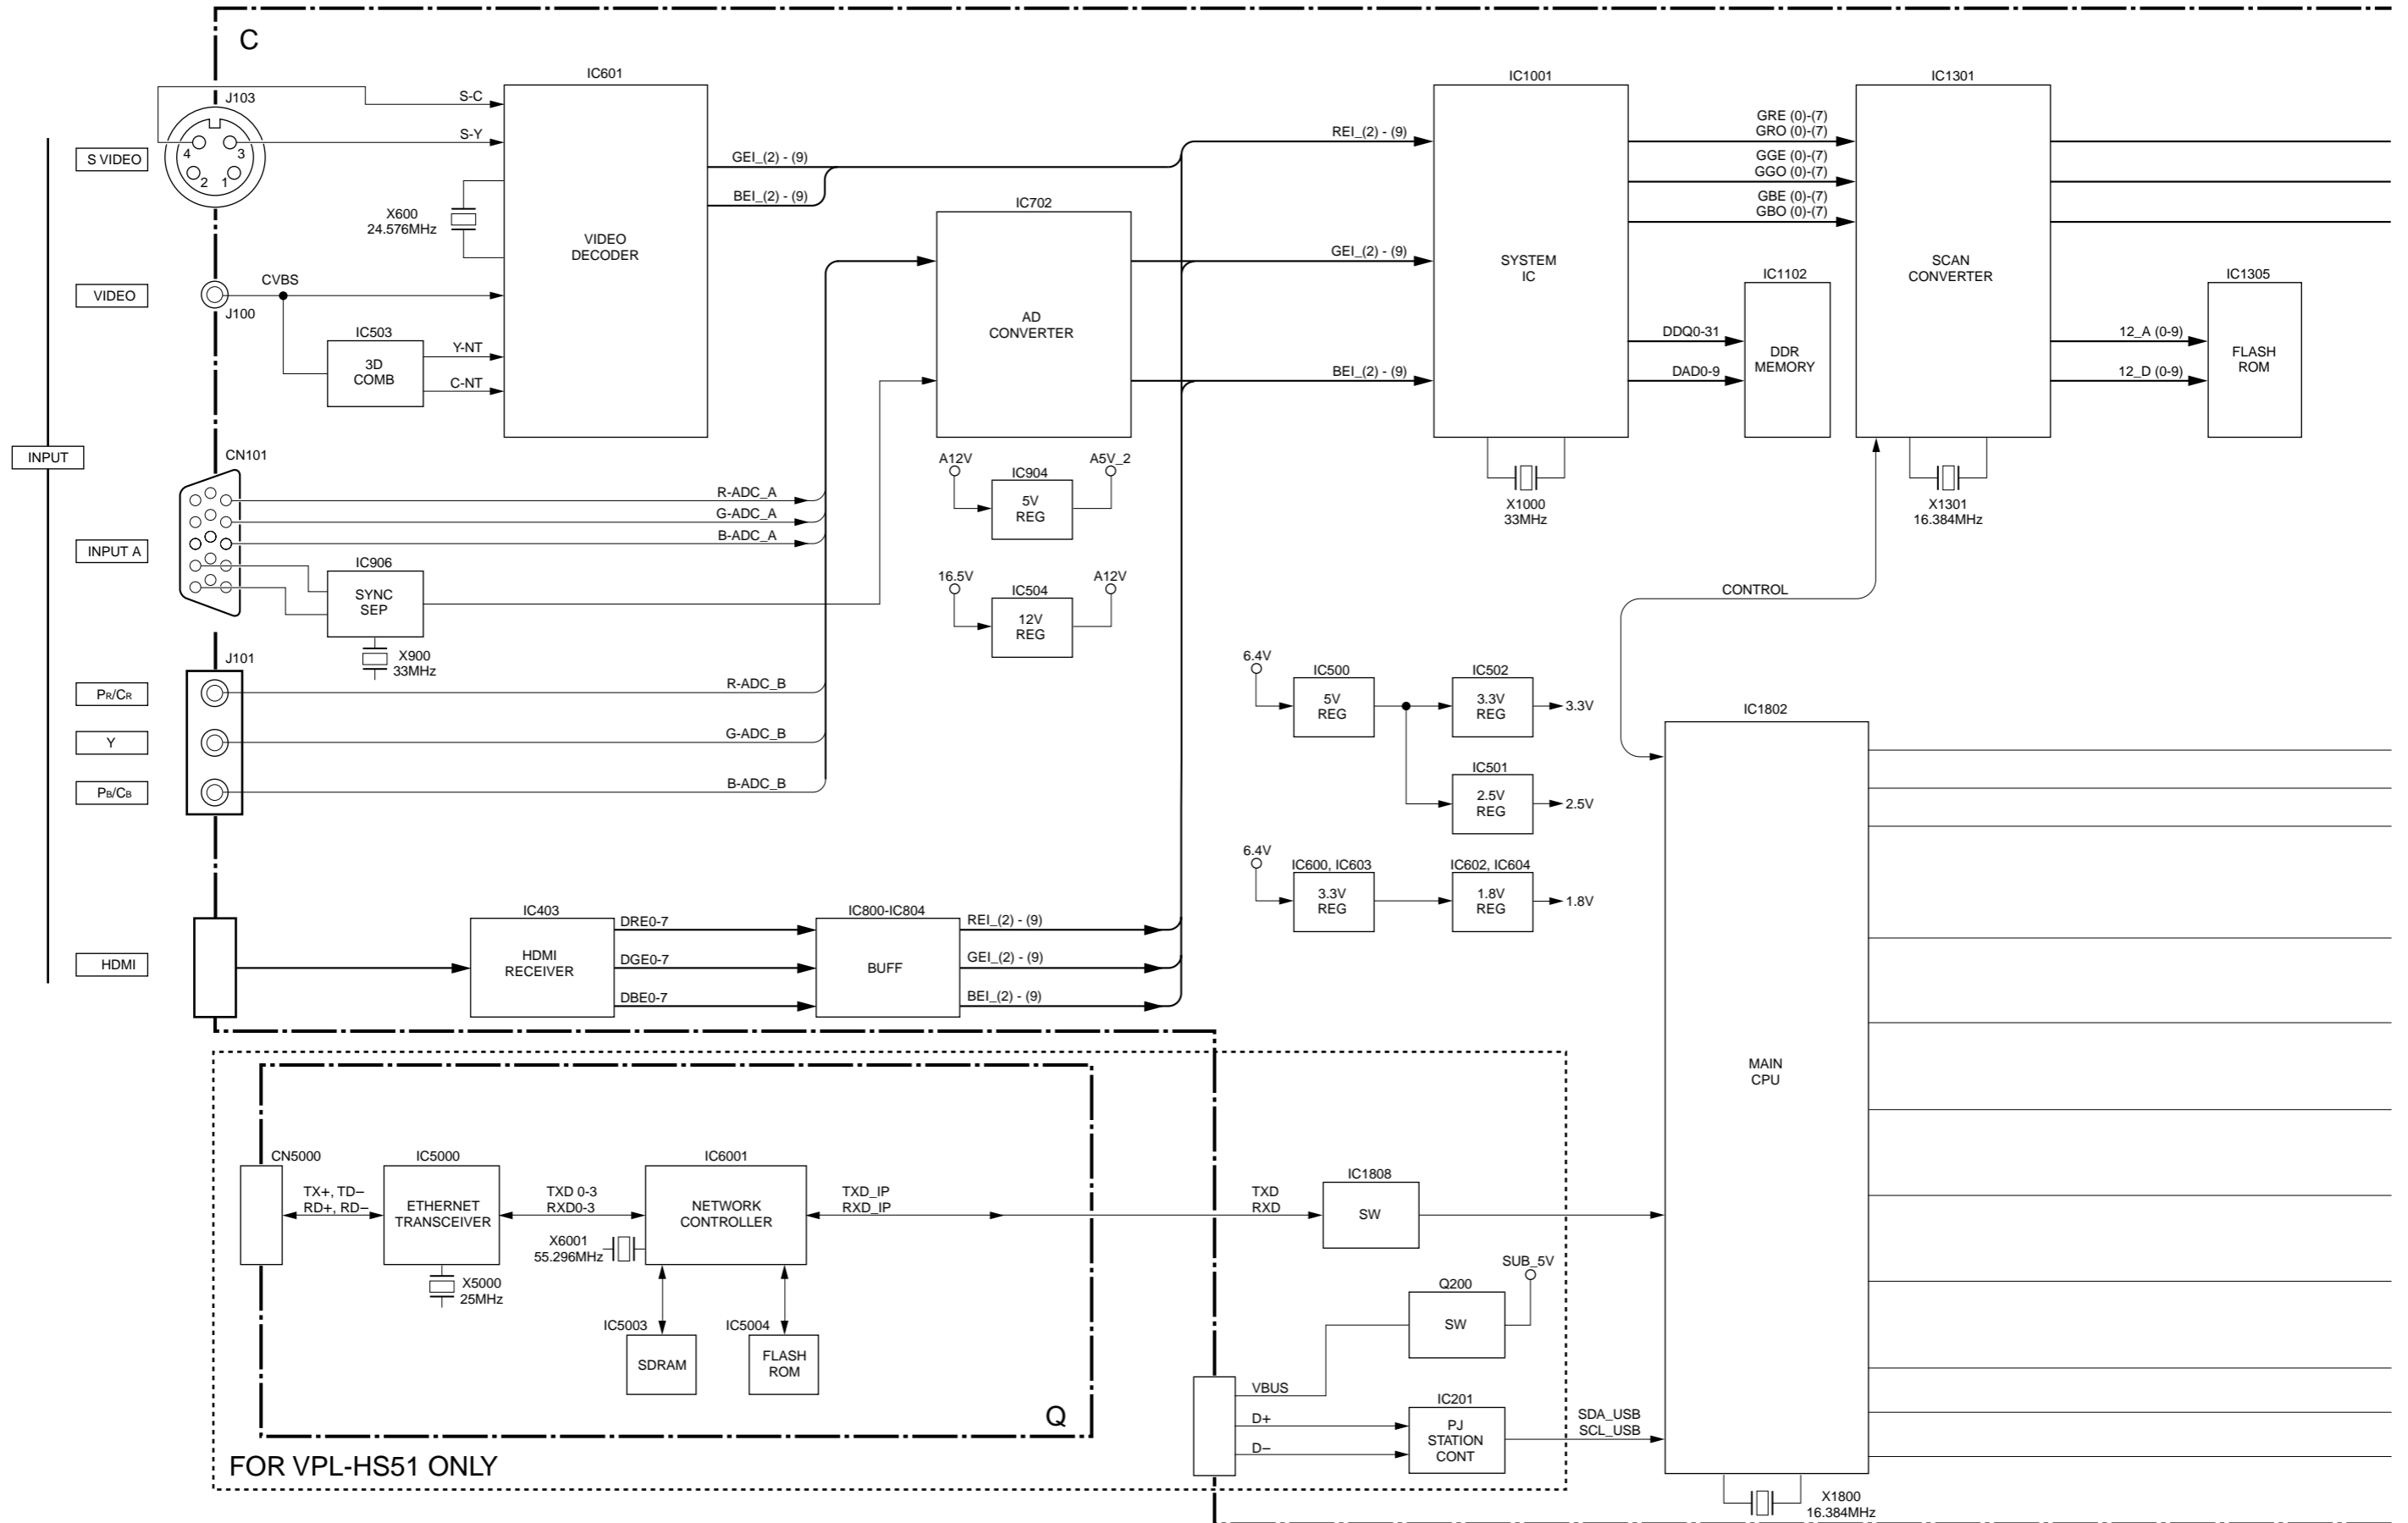 C
INPUT
S VIDEO
J103
4
3
2
1
S-C
S-Y
IC601
VIDEO
DECODER
X600
24.576MHz
VIDEO
J100
CVBS
IC503
3D
COMB
Y-NT
C-NT
GEI_(2) - (9)
BEI_(2) - (9)
IC702
AD
CONVERTER
REI_(2) - (9)
GEI_(2) - (9)
BEI_(2) - (9)
IC1001
SYSTEM
IC
X1000
33MHz
GRE (0)-(7)
GRO (0)-(7)
GGE (0)-(7)
GGO (0)-(7)
GBE (0)-(7)
GBO (0)-(7)
DDQ0-31
DAD0-9
IC1102
DDR
MEMORY
IC1301
SCAN
CONVERTER
X1301
16.384MHz
12_A (0-9)
12_D (0-9)
IC1305
FLASH
ROM
INPUT A
CN101
R-ADC_A
G-ADC_A
B-ADC_A
IC906
SYNC
SEP
X900
33MHz
A12V
IC904
5V
REG
A5V_2
16.5V
IC504
12V
REG
A12V
CONTROL
J101
PR/CR
Y
PB/CB
R-ADC_B
G-ADC_B
B-ADC_B
6.4V
IC500
5V
REG
IC502
3.3V
REG
3.3V
IC501
2.5V
REG
2.5V
6.4V
IC600, IC603
3.3V
REG
IC602, IC604
1.8V
REG
1.8V
HDMI
IC403
HDMI
RECEIVER
DRE0-7
DGE0-7
DBE0-7
IC800-IC804
BUFF
REI_(2) - (9)
GEI_(2) - (9)
BEI_(2) - (9)
IC1802
MAIN
CPU
X1800
16.384MHz
CN5000
TX+, TD–
RD+, RD–
IC5000
ETHERNET
TRANSCEIVER
X5000
25MHz
TXD 0-3
RXD0-3
IC6001
NETWORK
CONTROLLER
X6001
55.296MHz
TXD_IP
RXD_IP
IC5003
SDRAM
IC5004
FLASH
ROM
Q
TXD
RXD
IC1808
SW
SUB_5V
Q200
SW
VBUS
D+
D–
IC201
PJ
STATION
CONT
SDA_USB
SCL_USB
FOR VPL-HS51 ONLY